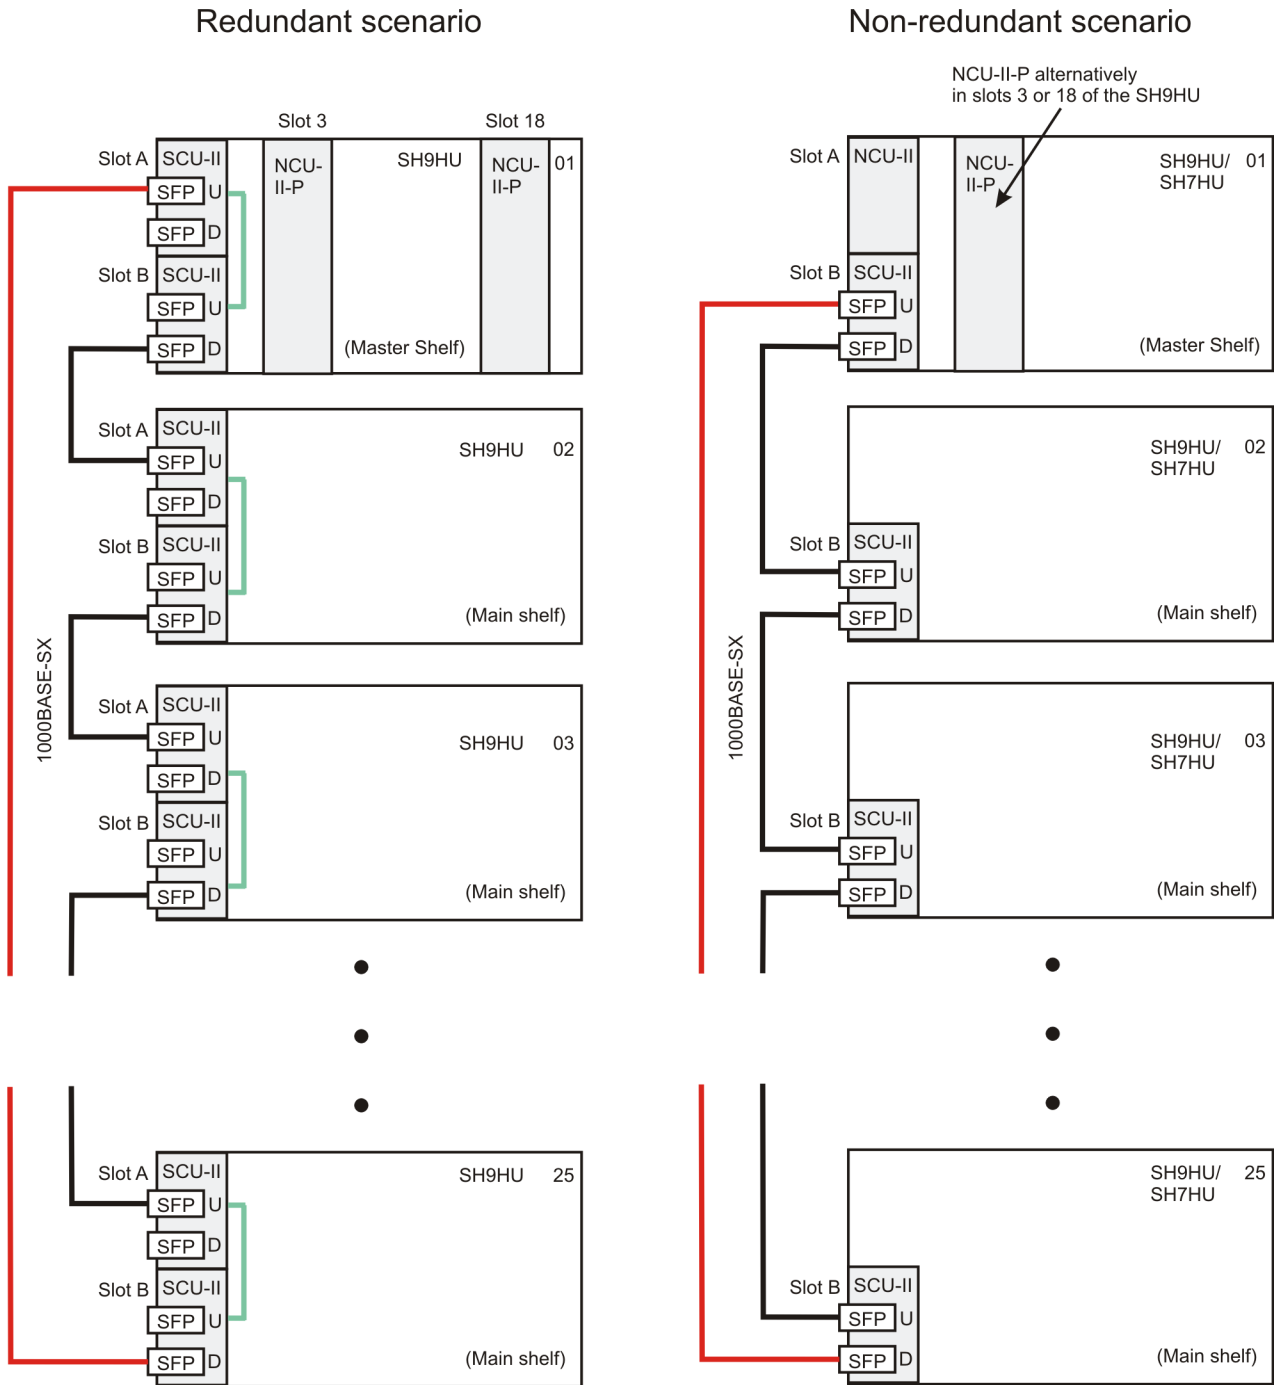 Redundant scenario
Slot 3
Slot 18
Slot A
SCU-II
NCU-
II-P
SH9HU
NCU-
II-P
01
SFP U
SFP D
Slot B
SCU-II
SFP U
SFP D
(Master Shelf)
Slot A
SCU-II
SH9HU 02
SFP U
SFP D
Slot B
SCU-II
SFP U
SFP D
(Main shelf)
1000BASE-SX
Slot A
SCU-II
SFP U
SH9HU 03
SFP D
Slot B
SCU-II
SFP U
SFP D
(Main shelf)
Slot A
SCU-II
SH9HU 25
SFP U
SFP D
Slot B
SCU-II
SFP U
SFP D
(Main shelf)
Non-redundant scenario
NCU-II-P alternatively
in slots 3 or 18 of the SH9HU
Slot A
NCU-II
NCU-
II-P
SH9HU/ 01
SH7HU
Slot B
SCU-II
SFP U
SFP D
(Master Shelf)
SH9HU/ 02
SH7HU
Slot B
SCU-II
SFP U
SFP D
(Main shelf)
1000BASE-SX
SH9HU/ 03
SH7HU
Slot B
SCU-II
SFP U
SFP D
(Main shelf)
SH9HU/ 25
SH7HU
Slot B
SCU-II
SFP U
SFP D
(Main shelf)